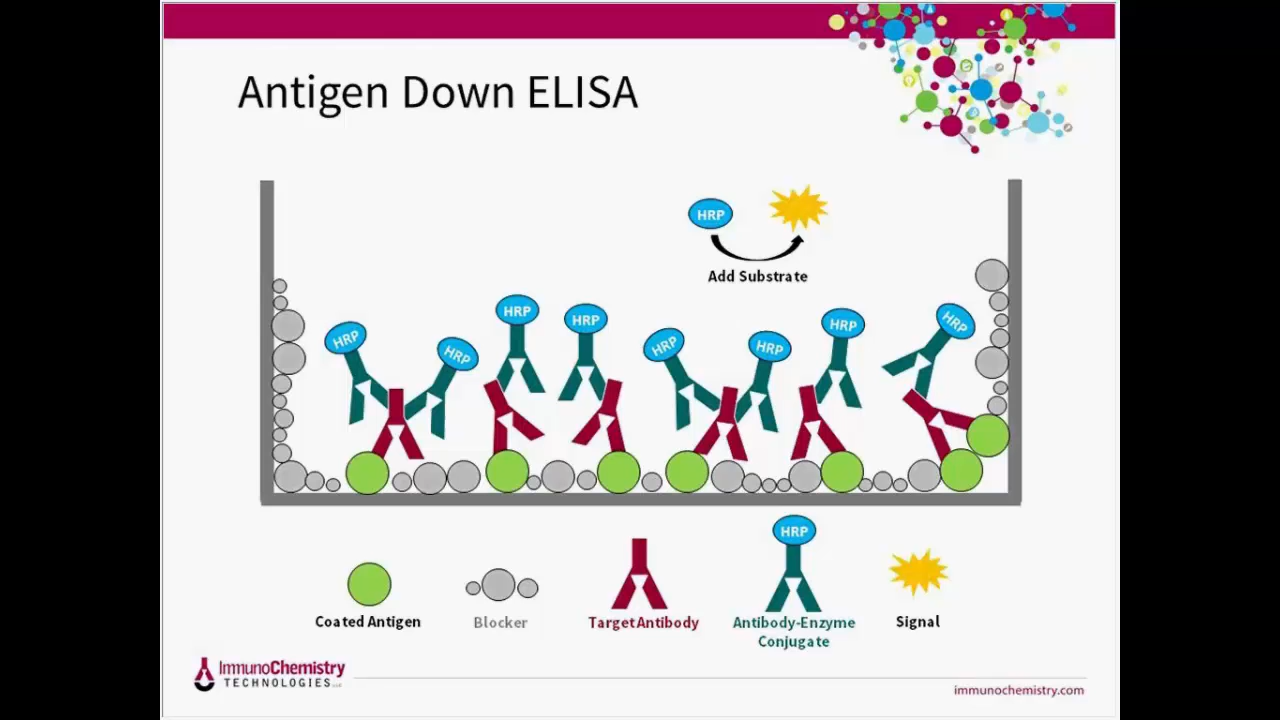 Antigen Down ELISA
HRP
Add Substrate
HRP
HRP
HRP
HRP
HRP
HRP
HRP
HRP
HRP
Coated Antigen
Blocker
Target Antibody
Antibody-Enzyme
Conjugate
Signal
ImmunoChemistry
TECHNOLOGIES
immunochemistry.com